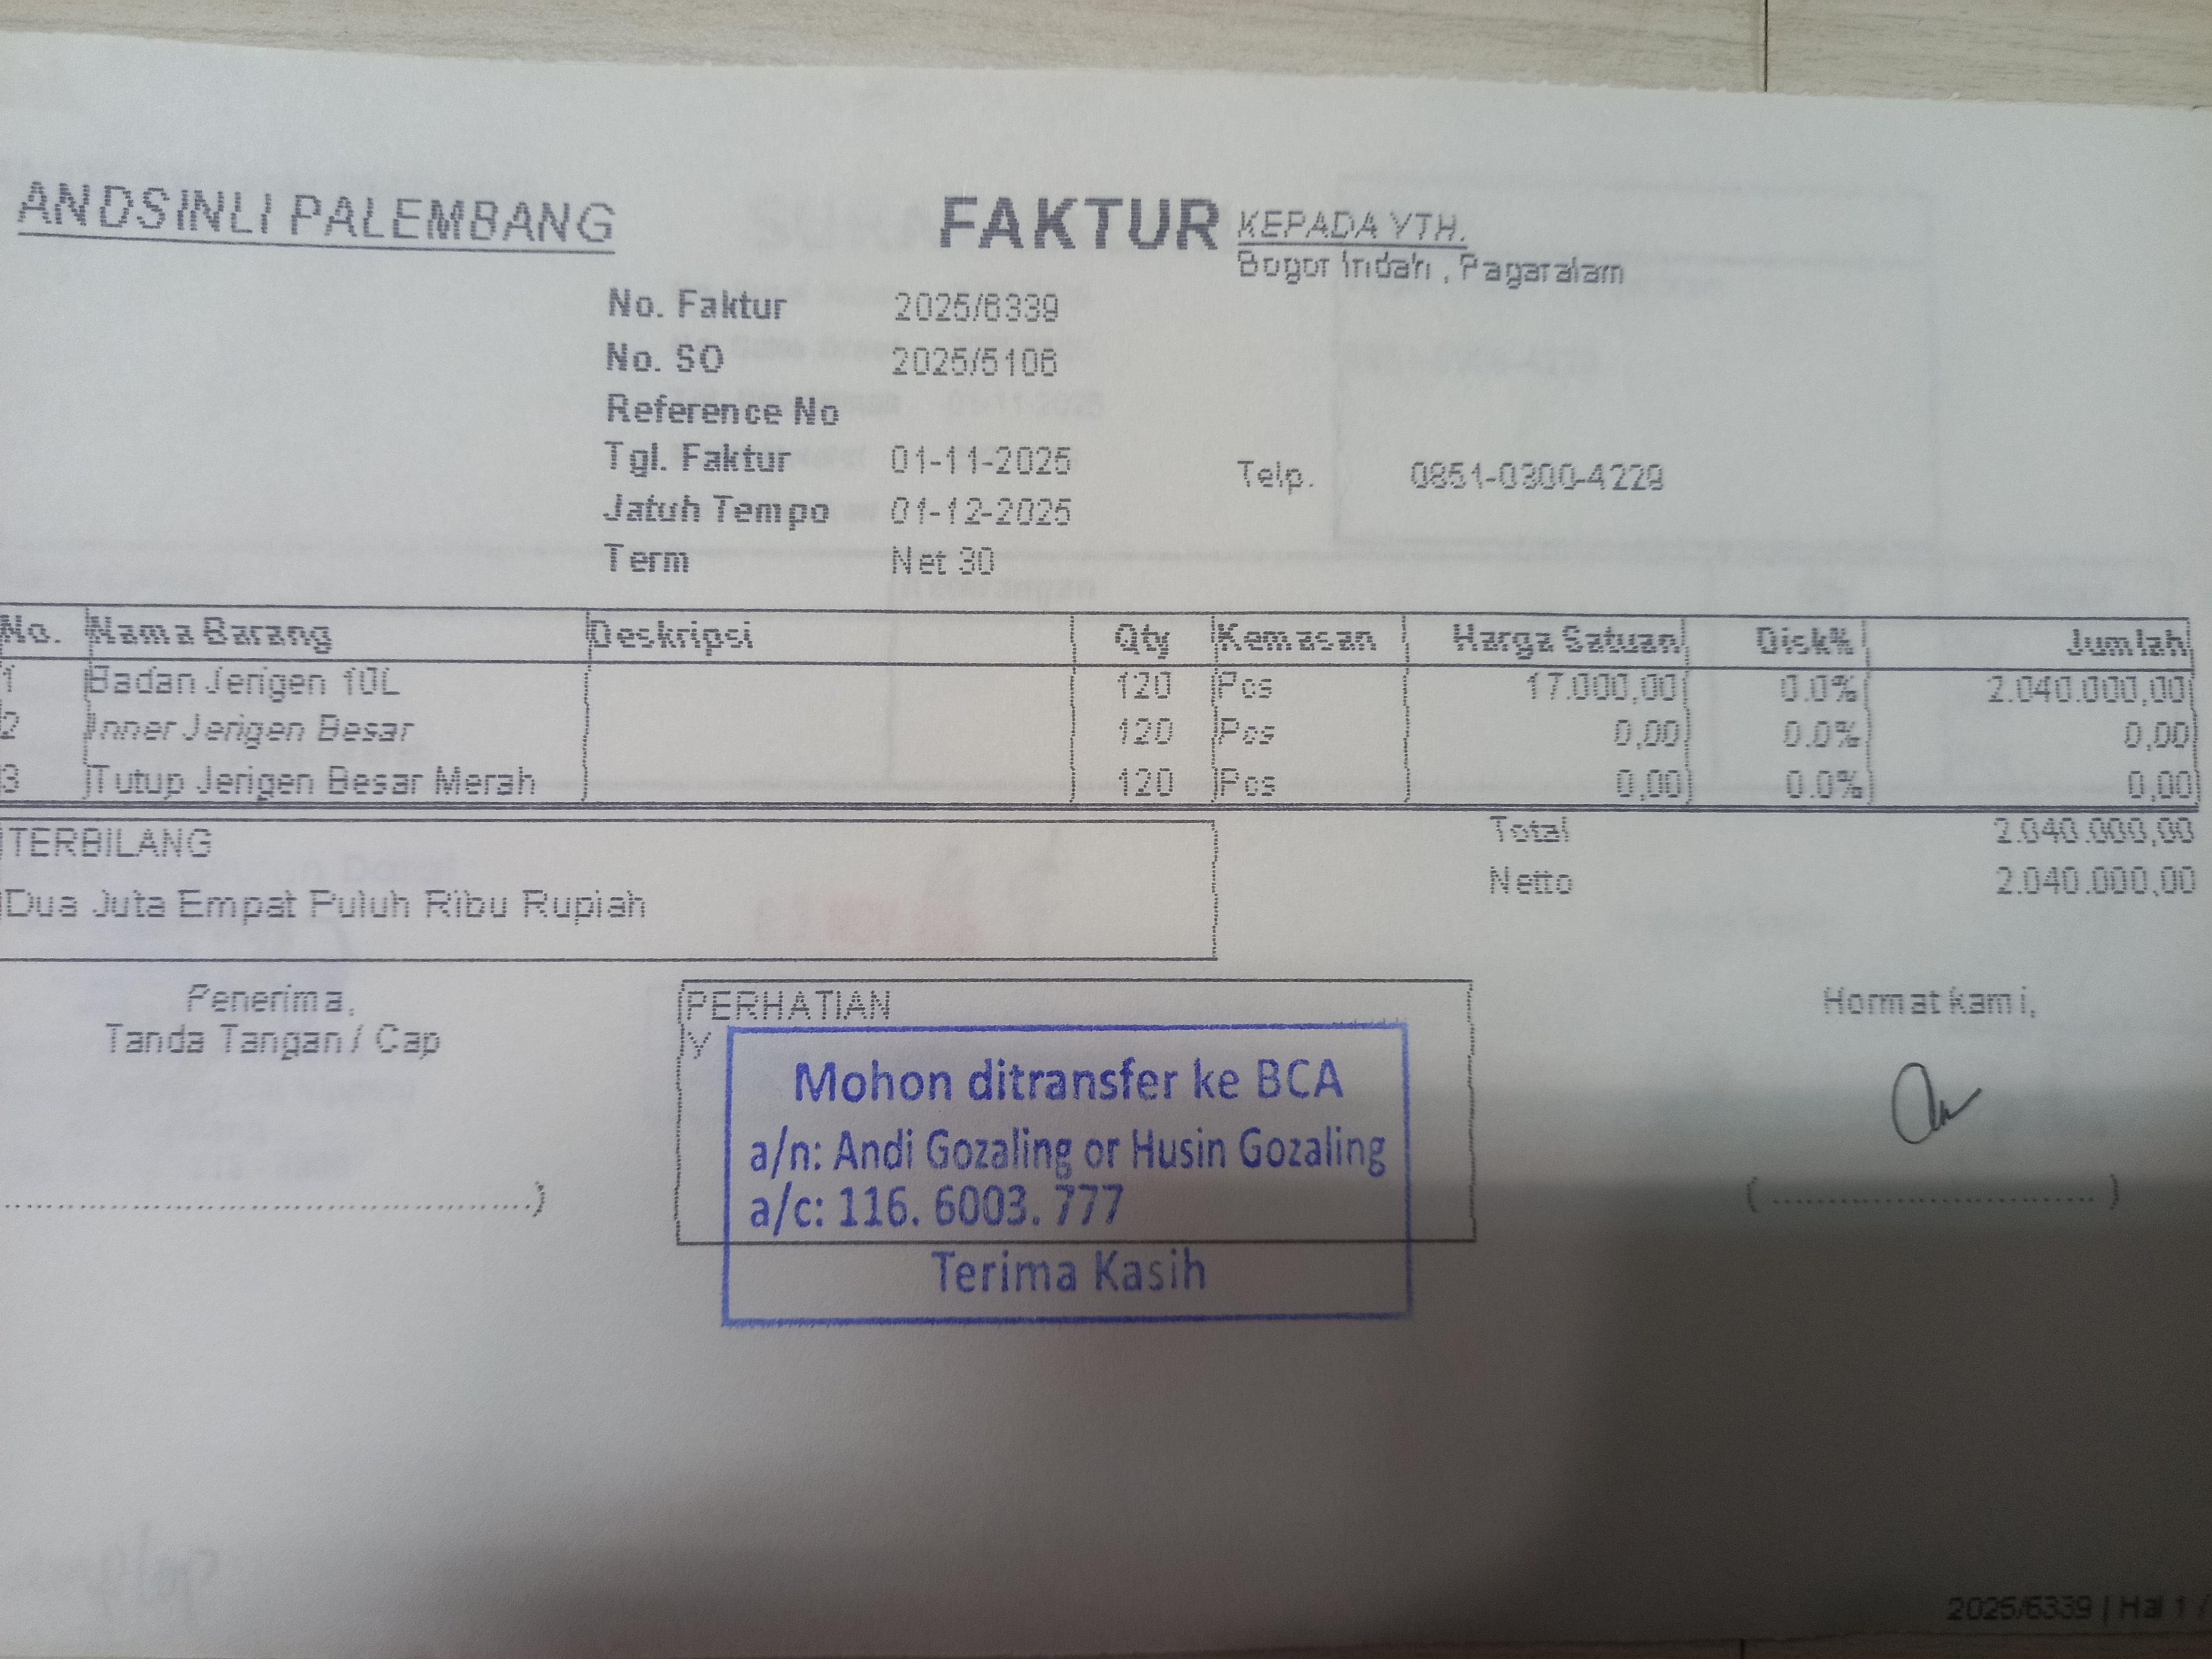 ANDSINLI PALEMBANG
FAKTUR
KEPADA YTH.
Bogor Indah , Pagaralam
No. Faktur 2025/6339
No. SO 2025/5106
Reference No
Tgl. Faktur 01-11-2025
Telp. 0851-0300-4229
Jatuh Tempo 01-12-2025
Term Net 30
No. Nama Barang Deskripsi Qty Kemasan Harga Satuan Disk% Jumlah
1 Badan Jerigen 10L 120 Pcs 17.000,00 0.0% 2.040.000,00
2 Inner Jerigen Besar 120 Pcs 0,00 0.0% 0,00
3 Tutup Jerigen Besar Merah 120 Pcs 0,00 0.0% 0,00
TERBILANG
Dua Juta Empat Puluh Ribu Rupiah
Total 2.040.000,00
Netto 2.040.000,00
Penerima,
Tanda Tangan / Cap
..........................................................)
PERHATIAN
y
Mohon ditransfer ke BCA
a/n: Andi Gozaling or Husin Gozaling
a/c: 116. 6003. 777
Terima Kasih
Hormat kami,
( .................................. )
2025/6339 | Hal 1 /